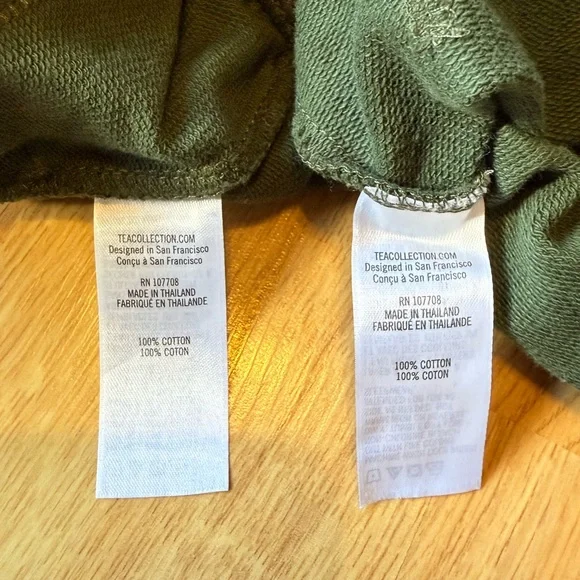 TEACOLLECTION.COM
Designed in San Francisco
Conçu à San Francisco
RN 107708
MADE IN THAILAND
FABRIQUÉ EN THAILANDE
100% COTTON
100% COTON
TEACOLLECTION.COM
Designed in San Francisco
Conçu à San Francisco
RN 107708
MADE IN THAILAND
FABRIQUÉ EN THAILANDE
100% COTTON
100% COTON